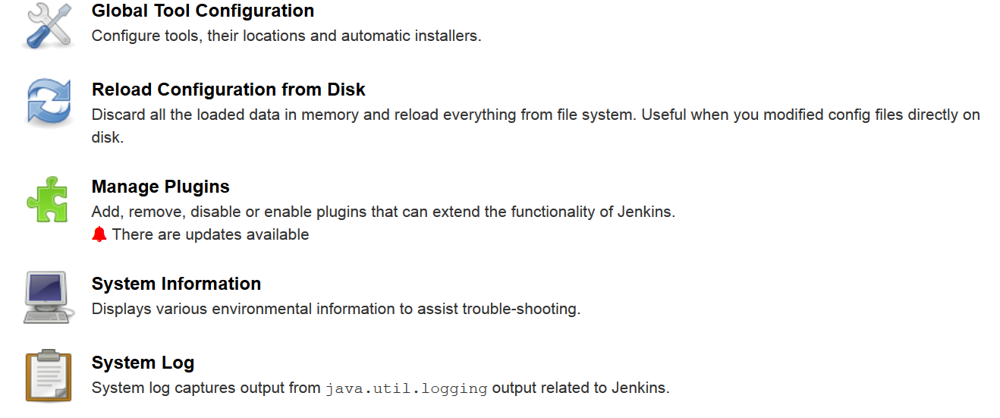 Global Tool Configuration
Configure tools, their locations and automatic installers.
Reload Configuration from Disk
Discard all the loaded data in memory and reload everything from file system. Useful when you modified config files directly on
disk.
Manage Plugins
Add, remove, disable or enable plugins that can extend the functionality of Jenkins.
There are updates available
System Information
Displays various environmental information to assist trouble-shooting.
System Log
System log captures output from java.util.logging output related to Jenkins.